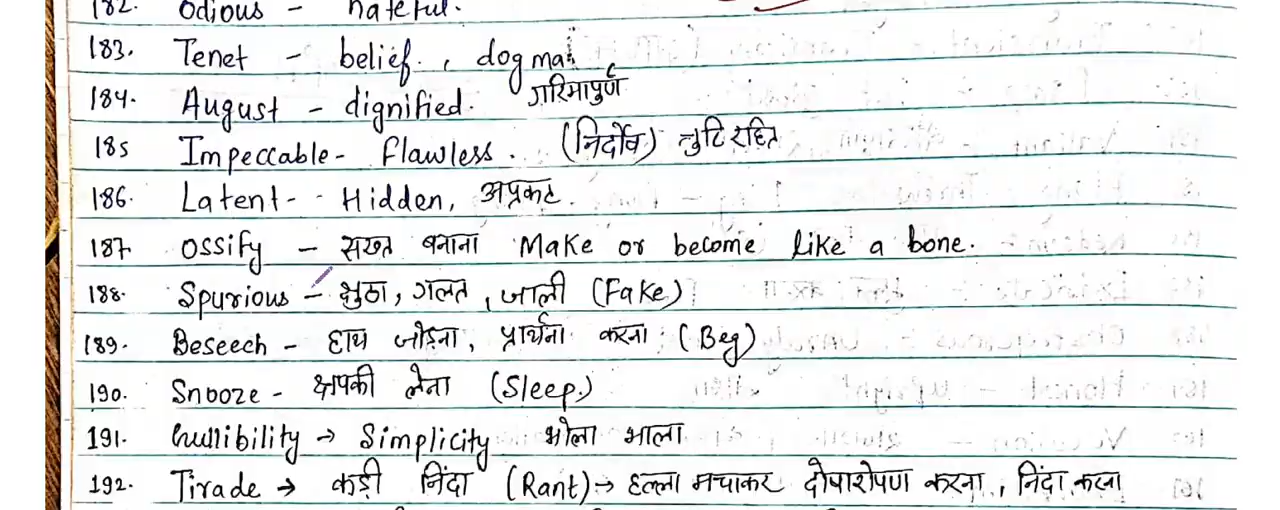 182. Odious - hateful.
183. Tenet - belief, dogma
184. August - dignified. गरिमापुर्ण
185 Impeccable - flawless. (निर्दोष) त्रुटि रहित
186. Latent - Hidden, अप्रकट.
187 Ossify - सख्त बनाना Make or become like a bone.
188. Spurious - झुठा, गलत, जाली (Fake)
189. Beseech - हाथ जोड़ना, प्रार्थना करना (Beg)
190. Snooze - झपकी लेना (Sleep.)
191. Gullibility → Simplicity भोला भाला
192. Tirade → कड़ी निंदा (Rant) → हल्ला मचाकर दोषारोपण करना, निंदा करना